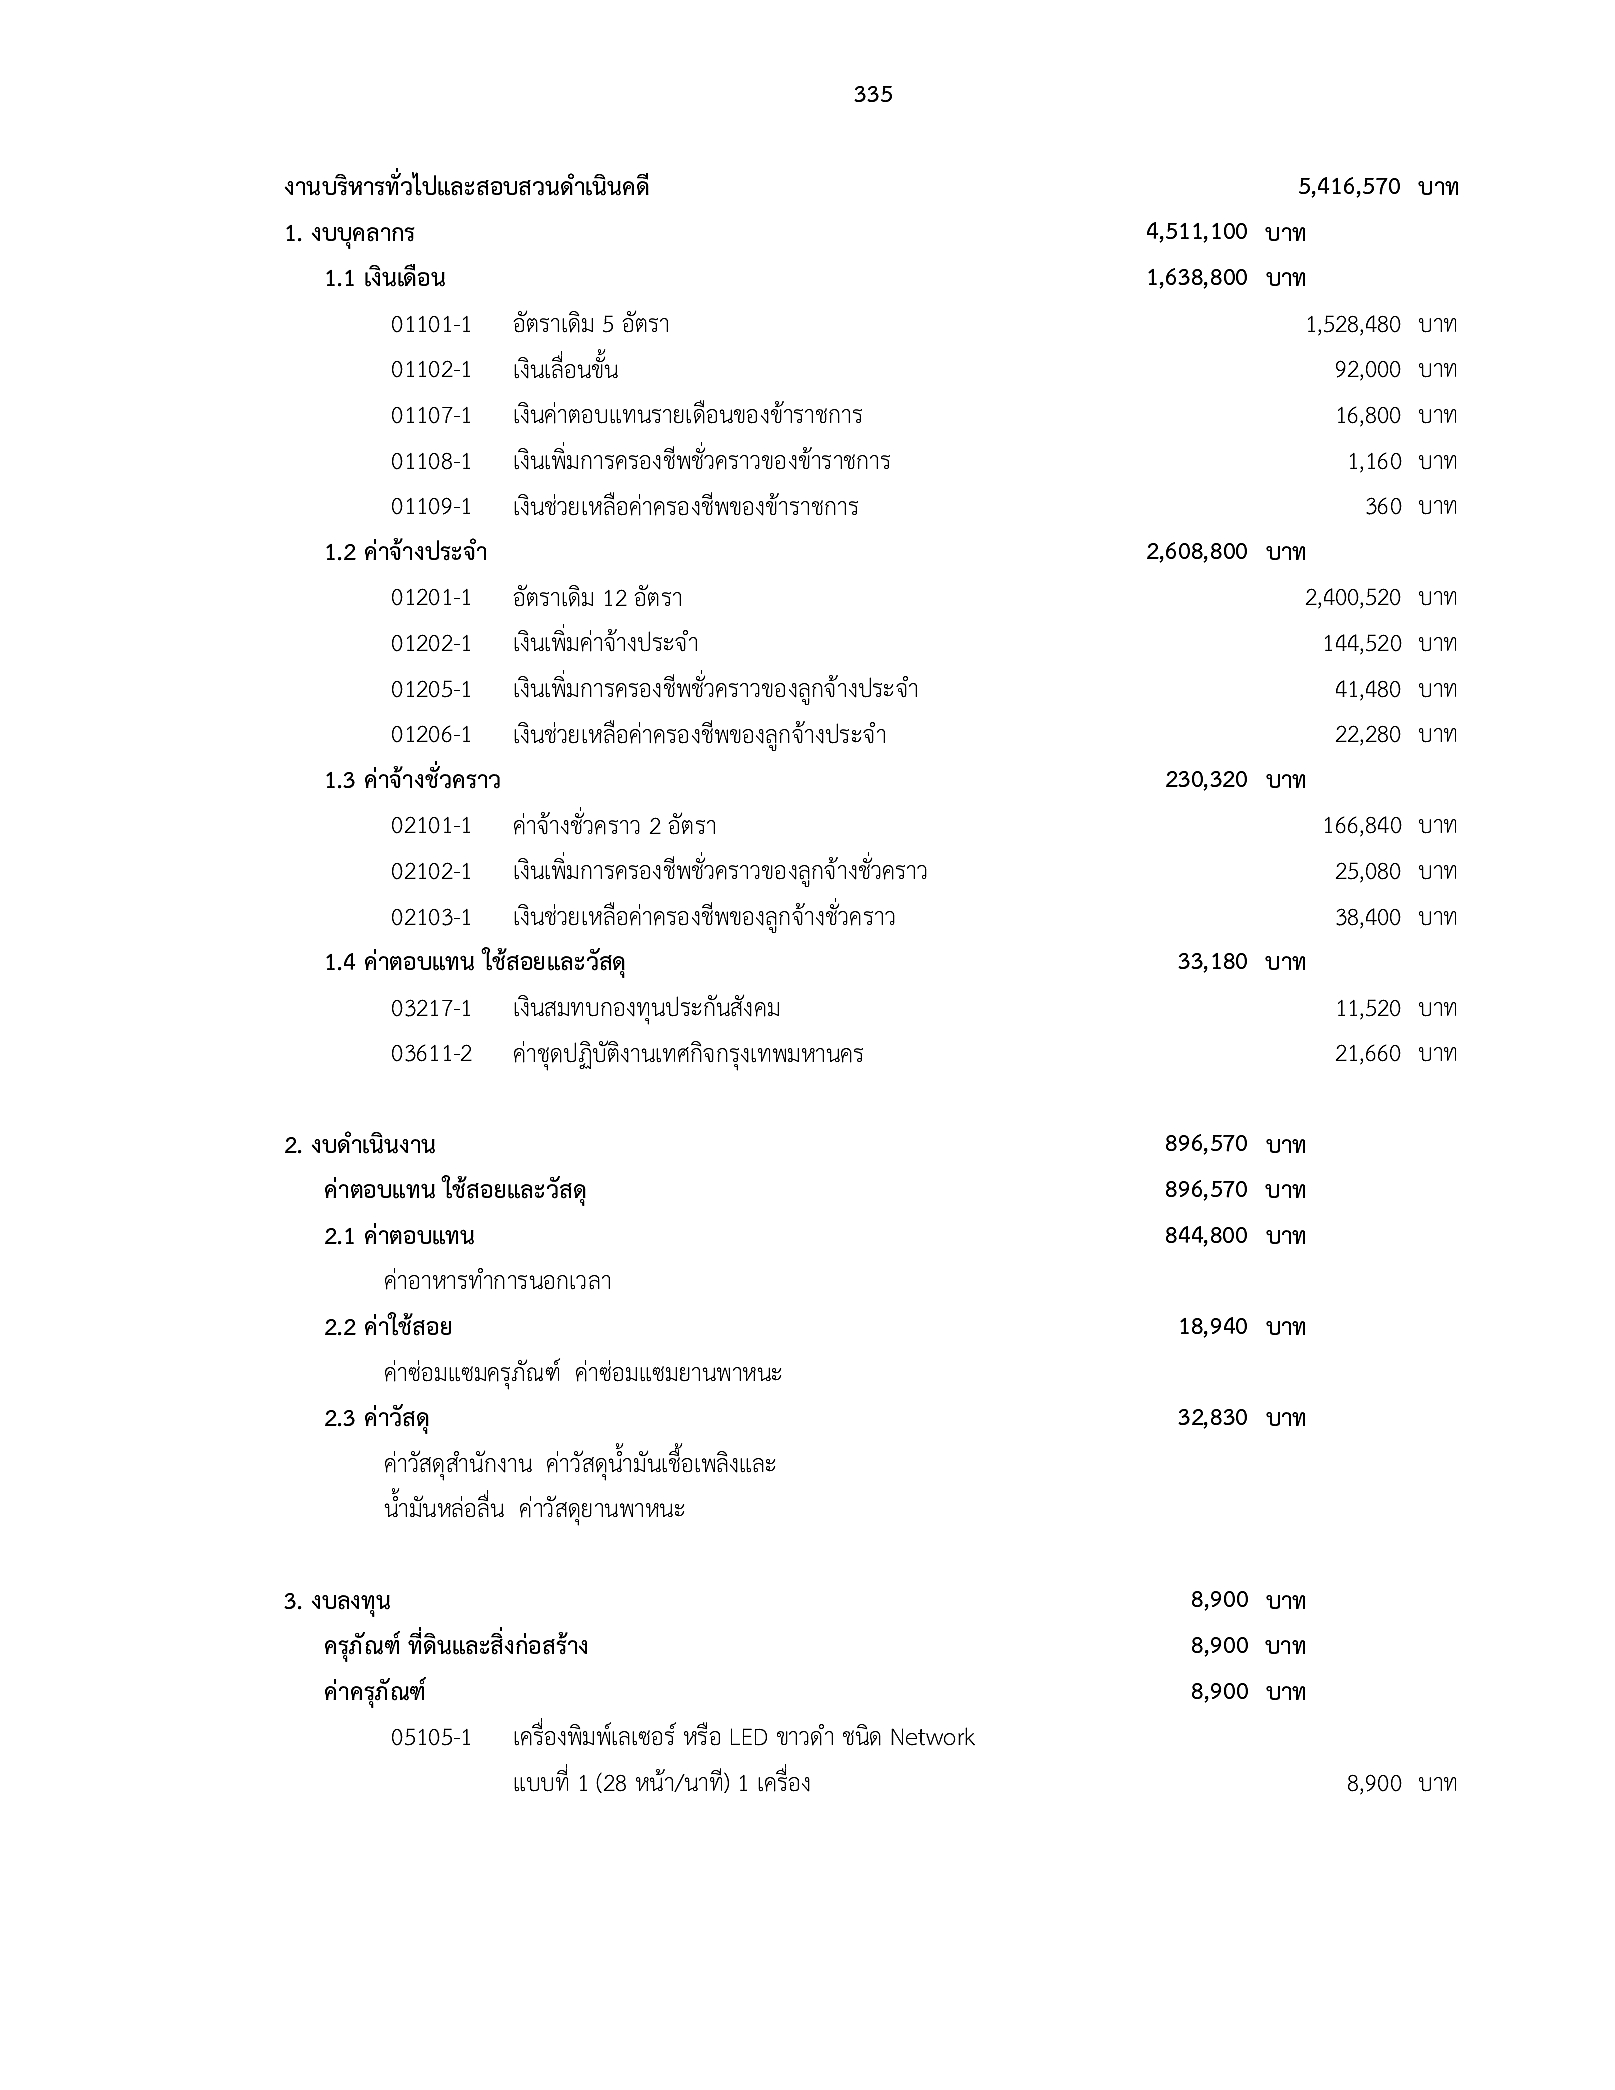 335
งานบริหารทั่วไปและสอบสวนดำเนินคดี 5,416,570 บาท
1. งบบุคลากร 4,511,100 บาท
1.1 เงินเดือน 1,638,800 บาท
01101-1 อัตราเดิม 5 อัตรา 1,528,480 บาท
01102-1 เงินเลื่อนขั้น 92,000 บาท
01107-1 เงินค่าตอบแทนรายเดือนของข้าราชการ 16,800 บาท
01108-1 เงินเพิ่มการครองชีพชั่วคราวของข้าราชการ 1,160 บาท
01109-1 เงินช่วยเหลือค่าครองชีพของข้าราชการ 360 บาท
1.2 ค่าจ้างประจำ 2,608,800 บาท
01201-1 อัตราเดิม 12 อัตรา 2,400,520 บาท
01202-1 เงินเพิ่มค่าจ้างประจำ 144,520 บาท
01205-1 เงินเพิ่มการครองชีพชั่วคราวของลูกจ้างประจำ 41,480 บาท
01206-1 เงินช่วยเหลือค่าครองชีพของลูกจ้างประจำ 22,280 บาท
1.3 ค่าจ้างชั่วคราว 230,320 บาท
02101-1 ค่าจ้างชั่วคราว 2 อัตรา 166,840 บาท
02102-1 เงินเพิ่มการครองชีพชั่วคราวของลูกจ้างชั่วคราว 25,080 บาท
02103-1 เงินช่วยเหลือค่าครองชีพของลูกจ้างชั่วคราว 38,400 บาท
1.4 ค่าตอบแทน ใช้สอยและวัสดุ 33,180 บาท
03217-1 เงินสมทบกองทุนประกันสังคม 11,520 บาท
03611-2 ค่าชุดปฏิบัติงานเทศกิจกรุงเทพมหานคร 21,660 บาท
2. งบดำเนินงาน 896,570 บาท
ค่าตอบแทน ใช้สอยและวัสดุ 896,570 บาท
2.1 ค่าตอบแทน 844,800 บาท
ค่าอาหารทำการนอกเวลา
2.2 ค่าใช้สอย 18,940 บาท
ค่าซ่อมแซมครุภัณฑ์ ค่าซ่อมแซมยานพาหนะ
2.3 ค่าวัสดุ 32,830 บาท
ค่าวัสดุสำนักงาน ค่าวัสดุน้ำมันเชื้อเพลิงและ
น้ำมันหล่อลื่น ค่าวัสดุยานพาหนะ
3. งบลงทุน 8,900 บาท
ครุภัณฑ์ ที่ดินและสิ่งก่อสร้าง 8,900 บาท
ค่าครุภัณฑ์ 8,900 บาท
05105-1 เครื่องพิมพ์เลเซอร์ หรือ LED ขาวดำ ชนิด Network
แบบที่ 1 (28 หน้า/นาที) 1 เครื่อง 8,900 บาท